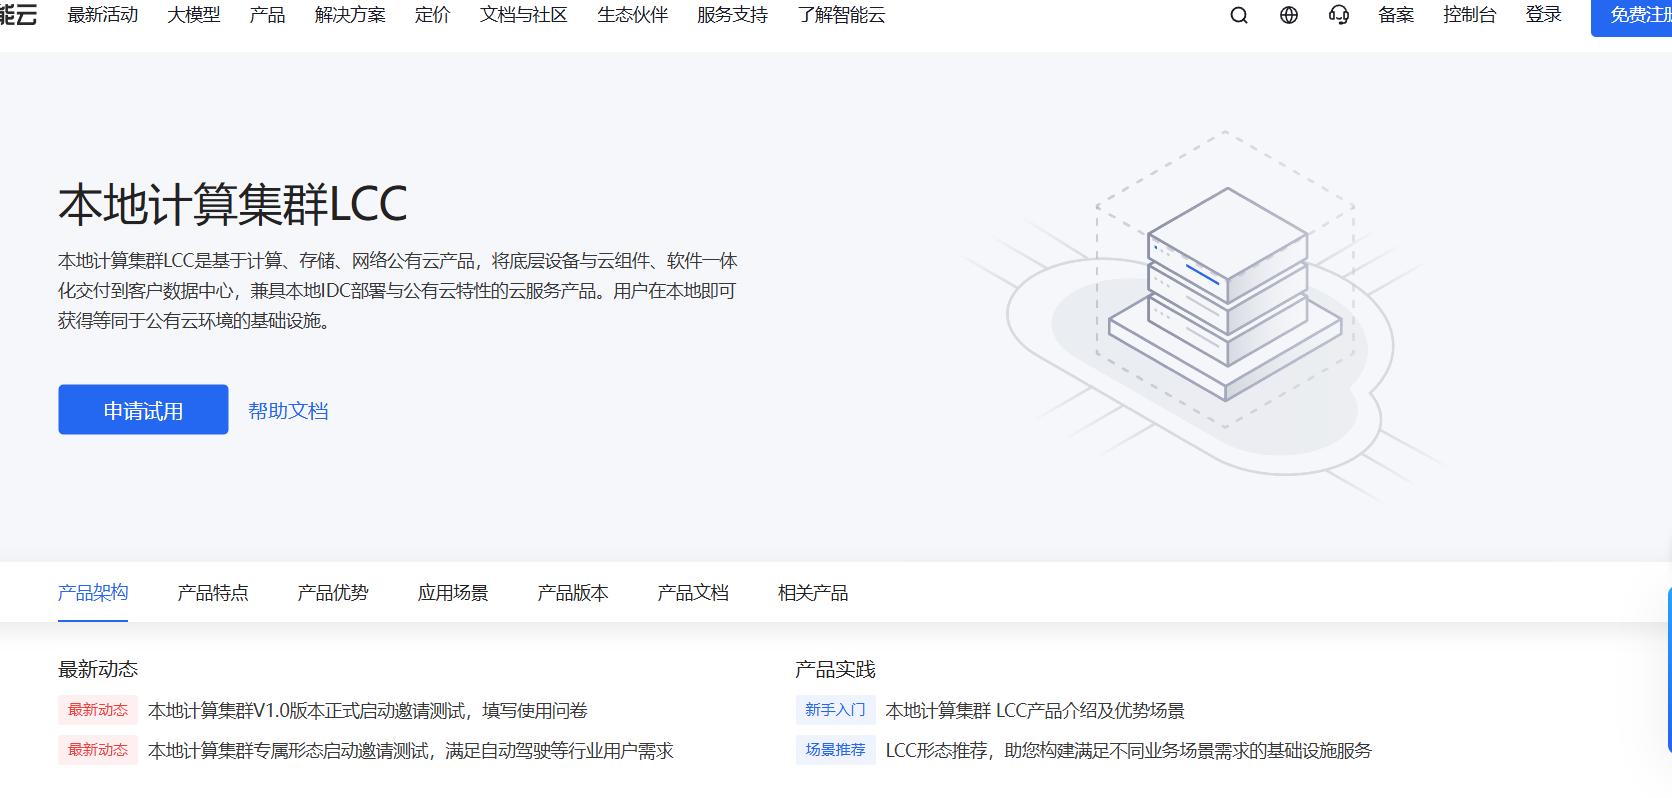 能云
最新活动 大模型 产品 解决方案 定价 文档与社区 生态伙伴 服务支持 了解智能云 备案 控制台 登录 免费注册
本地计算集群LCC
本地计算集群LCC是基于计算、存储、网络公有云产品，将底层设备与云组件、软件一体
化交付到客户数据中心，兼具本地IDC部署与公有云特性的云服务产品。用户在本地即可
获得等同于公有云环境的基础设施。
申请试用 帮助文档
产品架构 产品特点 产品优势 应用场景 产品版本 产品文档 相关产品
最新动态
最新动态 本地计算集群V1.0版本正式启动邀请测试，填写使用问卷
最新动态 本地计算集群专属形态启动邀请测试，满足自动驾驶等行业用户需求
产品实践
新手入门 本地计算集群 LCC产品介绍及优势场景
场景推荐 LCC形态推荐，助您构建满足不同业务场景需求的基础设施服务